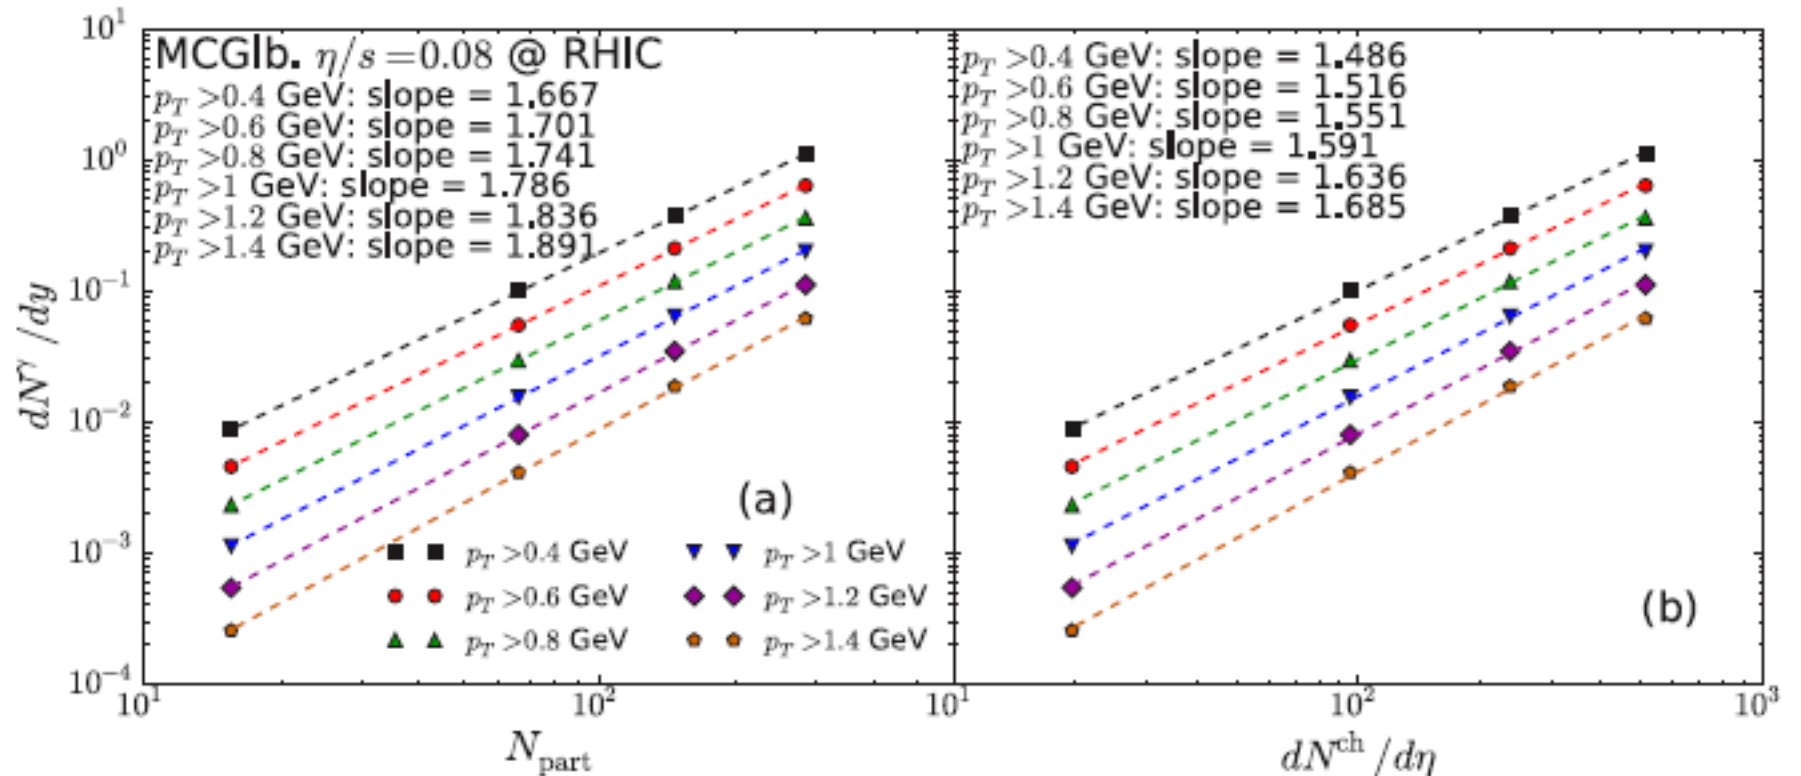 MCGlb. η/s =0.08 @ RHIC
p_T >0.4 GeV: slope = 1.667
p_T >0.6 GeV: slope = 1.701
p_T >0.8 GeV: slope = 1.741
p_T >1 GeV: slope = 1.786
p_T >1.2 GeV: slope = 1.836
p_T >1.4 GeV: slope = 1.891
p_T >0.4 GeV: slope = 1.486
p_T >0.6 GeV: slope = 1.516
p_T >0.8 GeV: slope = 1.551
p_T >1 GeV: slope = 1.591
p_T >1.2 GeV: slope = 1.636
p_T >1.4 GeV: slope = 1.685
10^1
10^0
10^-1
10^-2
10^-3
10^-4
dN^γ /dy
(a)
p_T >0.4 GeV
p_T >0.6 GeV
p_T >0.8 GeV
p_T >1 GeV
p_T >1.2 GeV
p_T >1.4 GeV
(b)
10^1
10^2
10^1
10^2
10^3
N_part
dN^ch /dη